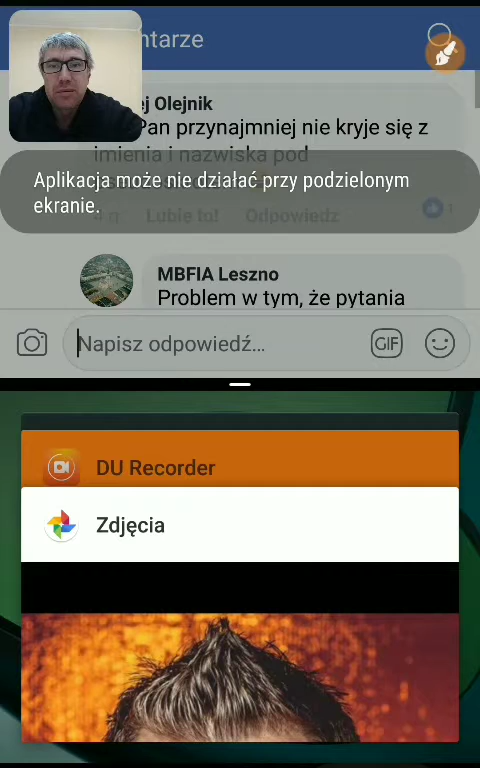 ntarze
ej Olejnik
Pan przynajmniej nie kryje się z
imienia i nazwiska pod
Aplikacja może nie działać przy podzielonym
ekranie.
Lubię to! Odpowiedz 1
MBFIA Leszno
Problem w tym, że pytania
Napisz odpowiedź...
GIF
DU Recorder
Zdjęcia